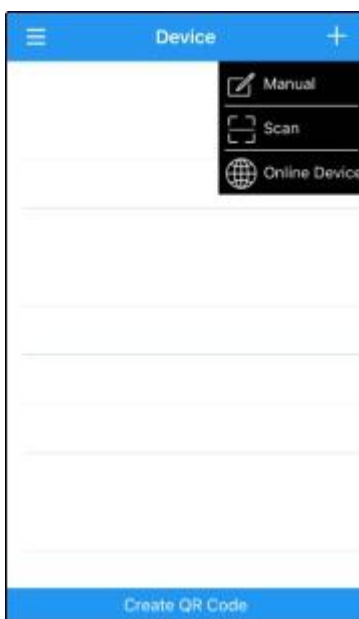 Device
Manual
Scan
Online Device
Create QR Code